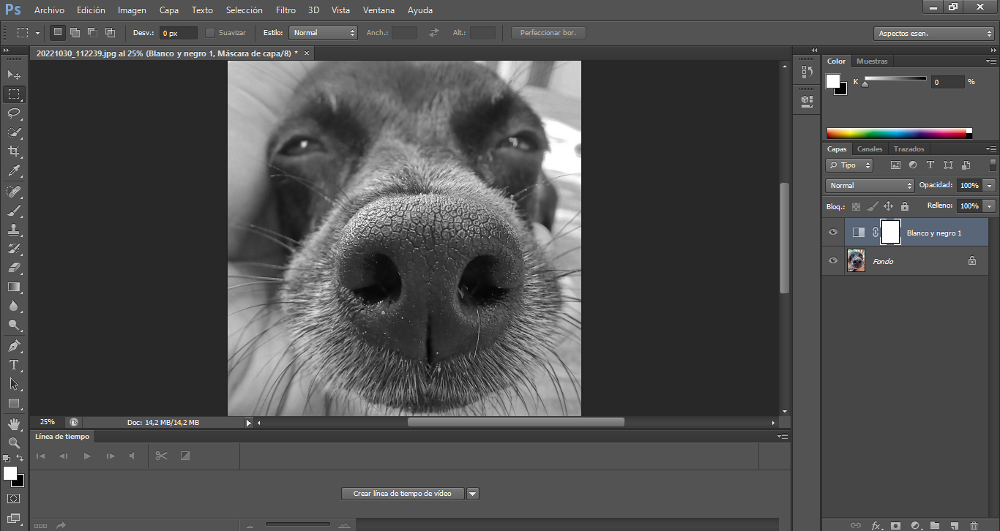 Ps Archivo Edición Imagen Capa Texto Selección Filtro 3D Vista Ventana Ayuda
Desv.: 0 px Suavizar Estilo: Normal Anch.: Alt.: Perfeccionar bor. Aspectos esen.
20221030_112239.jpg al 25% (Blanco y negro 1, Máscara de capa/8) * ×
Color Muestras
K 0 %
Capas Canales Trazados
Tipo T
Normal Opacidad: 100%
Bloq.: Relleno: 100%
Blanco y negro 1
Fondo
T
25% Doc: 14,2 MB/14,2 MB
Línea de tiempo
Crear línea de tiempo de vídeo
fx